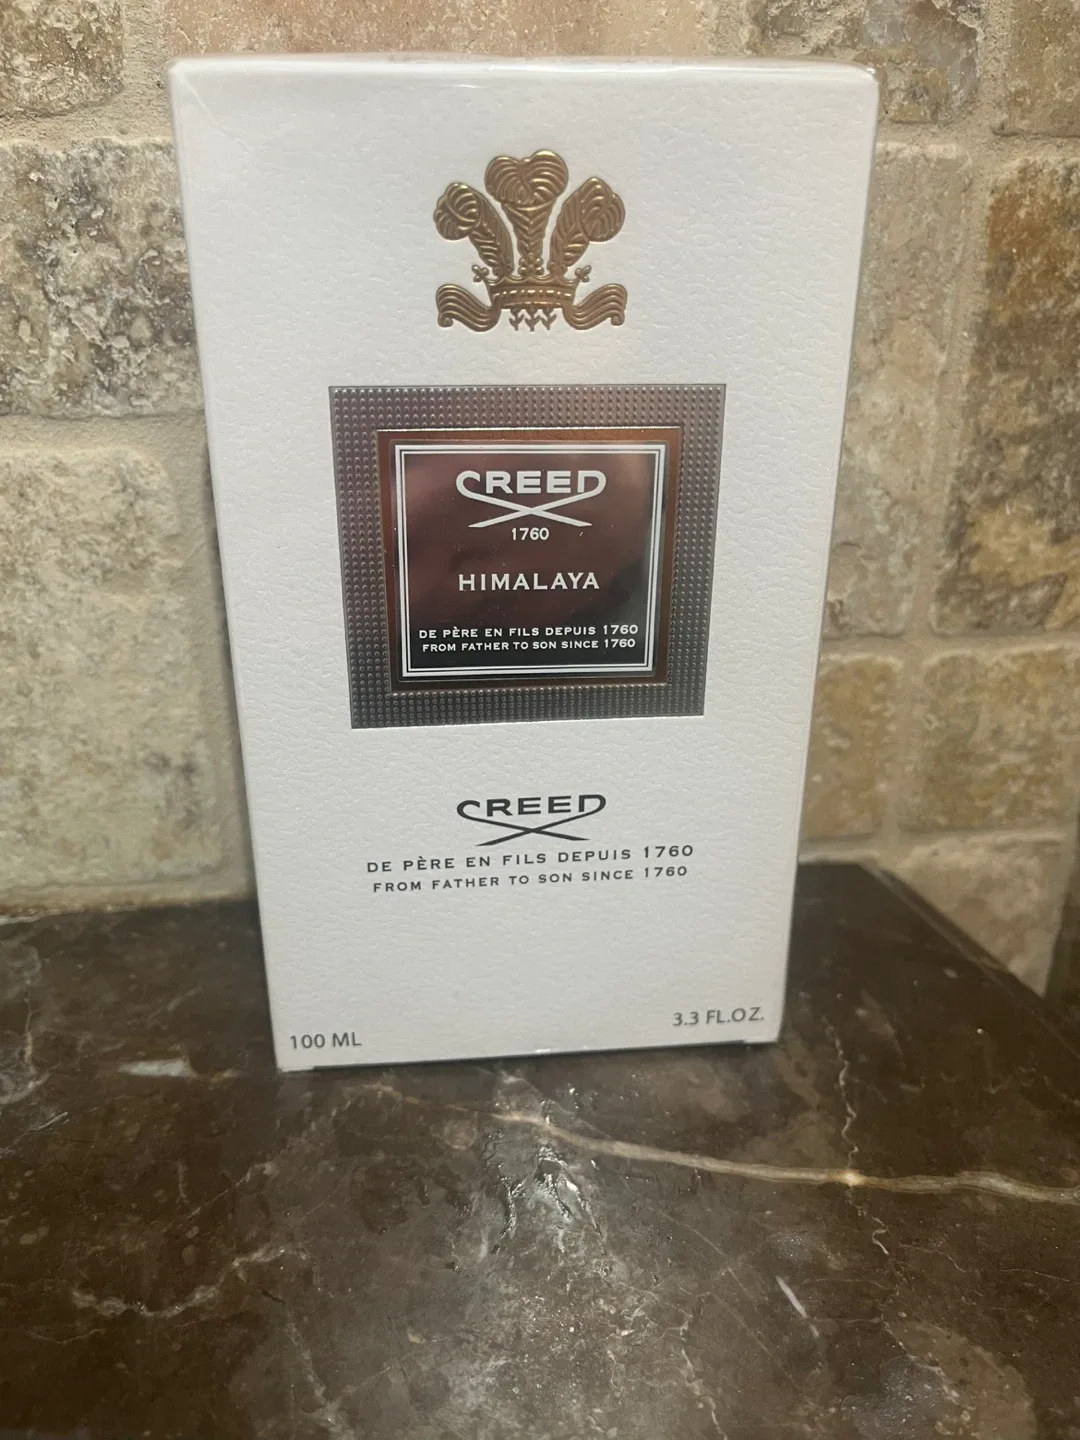 CREED
1760
HIMALAYA
DE PÈRE EN FILS DEPUIS 1760
FROM FATHER TO SON SINCE 1760
CREED
DE PÈRE EN FILS DEPUIS 1760
FROM FATHER TO SON SINCE 1760
100 ML
3.3 FL.OZ.